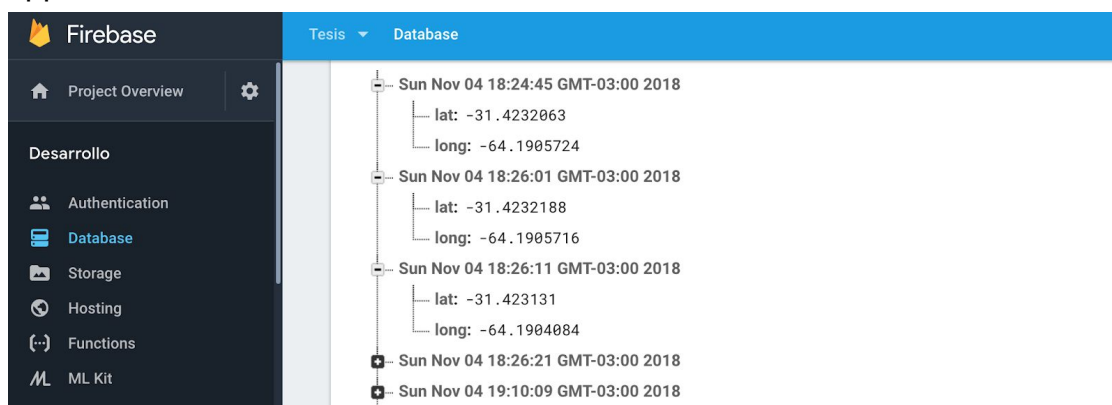 Firebase
Tesis Database
Project Overview
Desarrollo
Authentication
Database
Storage
Hosting
Functions
ML Kit
Sun Nov 04 18:24:45 GMT-03:00 2018
lat: -31.4232063
long: -64.1905724
Sun Nov 04 18:26:01 GMT-03:00 2018
lat: -31.4232188
long: -64.1905716
Sun Nov 04 18:26:11 GMT-03:00 2018
lat: -31.423131
long: -64.1904084
Sun Nov 04 18:26:21 GMT-03:00 2018
Sun Nov 04 19:10:09 GMT-03:00 2018